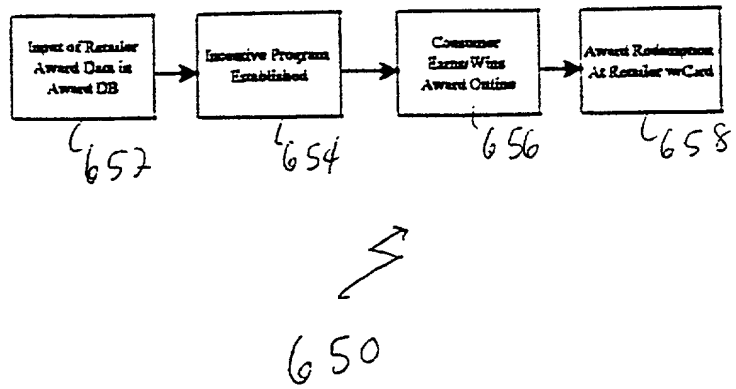 Input of Retailer
Award Data in
Award DB
Incentive Program
Established
Consumer
Earns/Wins
Award Online
Award Redemption
At Retailer w/Card
657
654
656
658
650